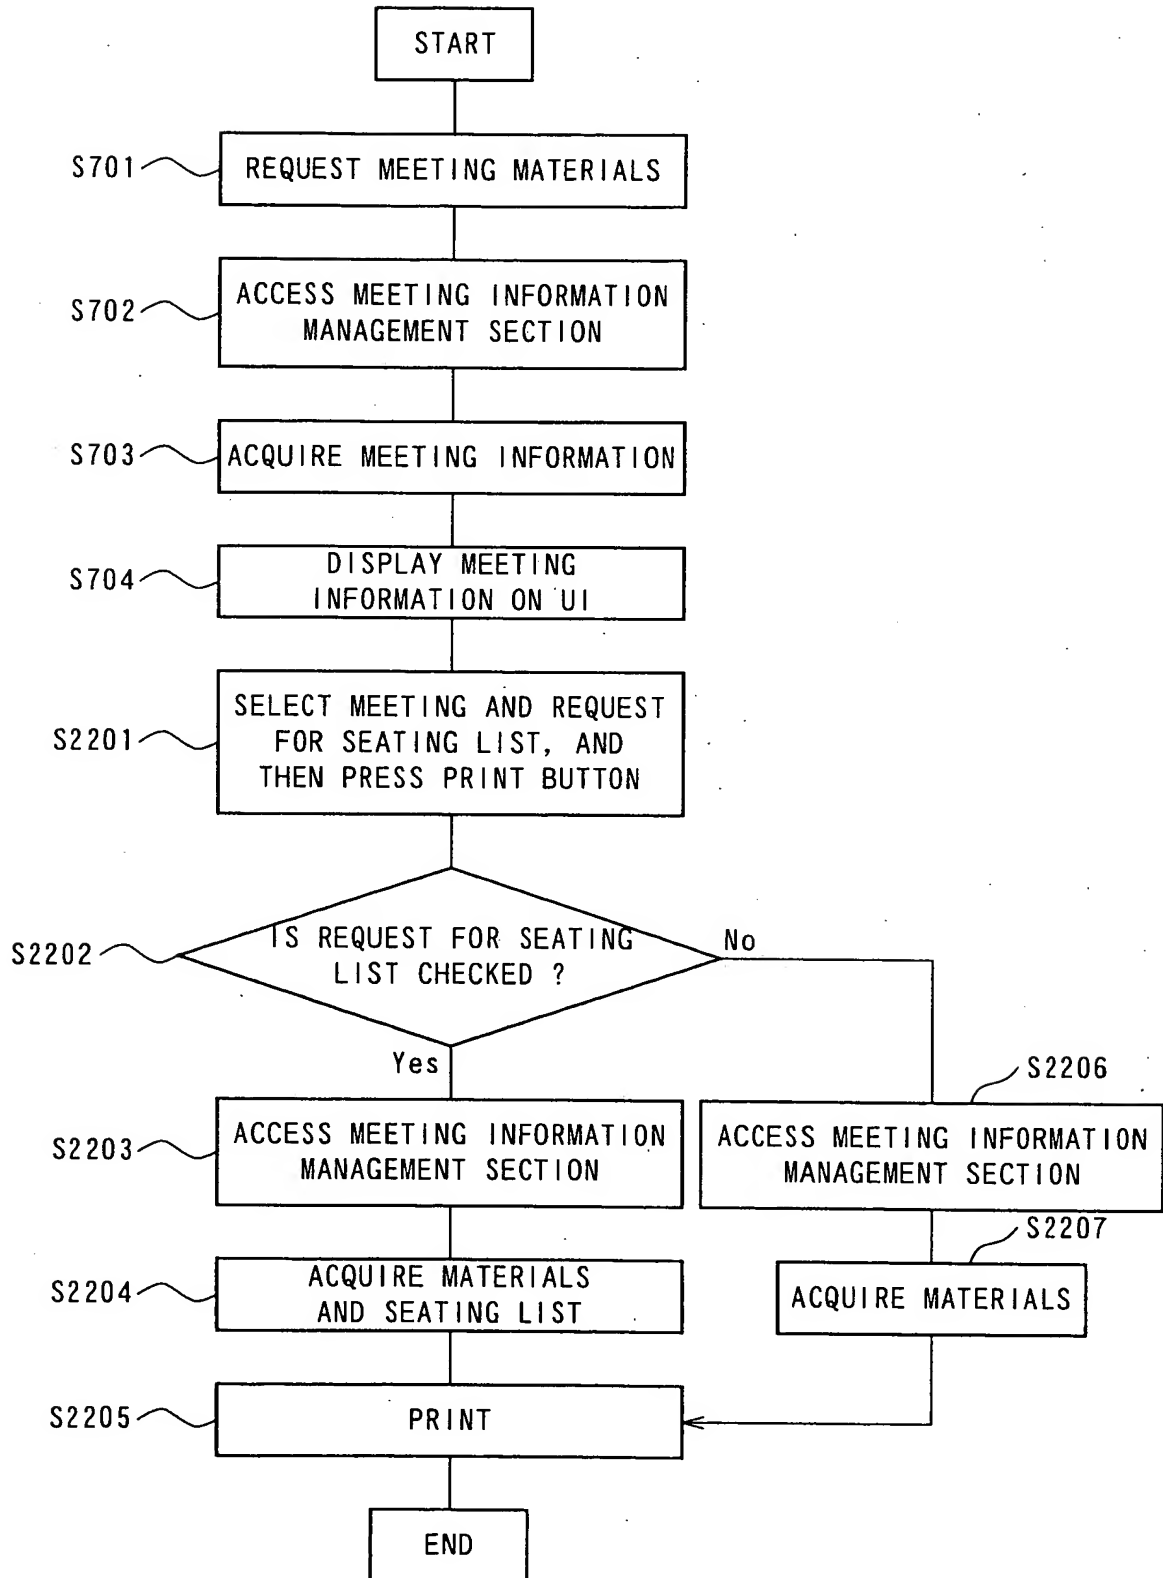 START
S701
REQUEST MEETING MATERIALS
S702
ACCESS MEETING INFORMATION
MANAGEMENT SECTION
S703
ACQUIRE MEETING INFORMATION
S704
DISPLAY MEETING
INFORMATION ON UI
S2201
SELECT MEETING AND REQUEST
FOR SEATING LIST, AND
THEN PRESS PRINT BUTTON
S2202
IS REQUEST FOR SEATING
LIST CHECKED ?
No
Yes
S2203
ACCESS MEETING INFORMATION
MANAGEMENT SECTION
S2204
ACQUIRE MATERIALS
AND SEATING LIST
S2206
ACCESS MEETING INFORMATION
MANAGEMENT SECTION
S2207
ACQUIRE MATERIALS
S2205
PRINT
END